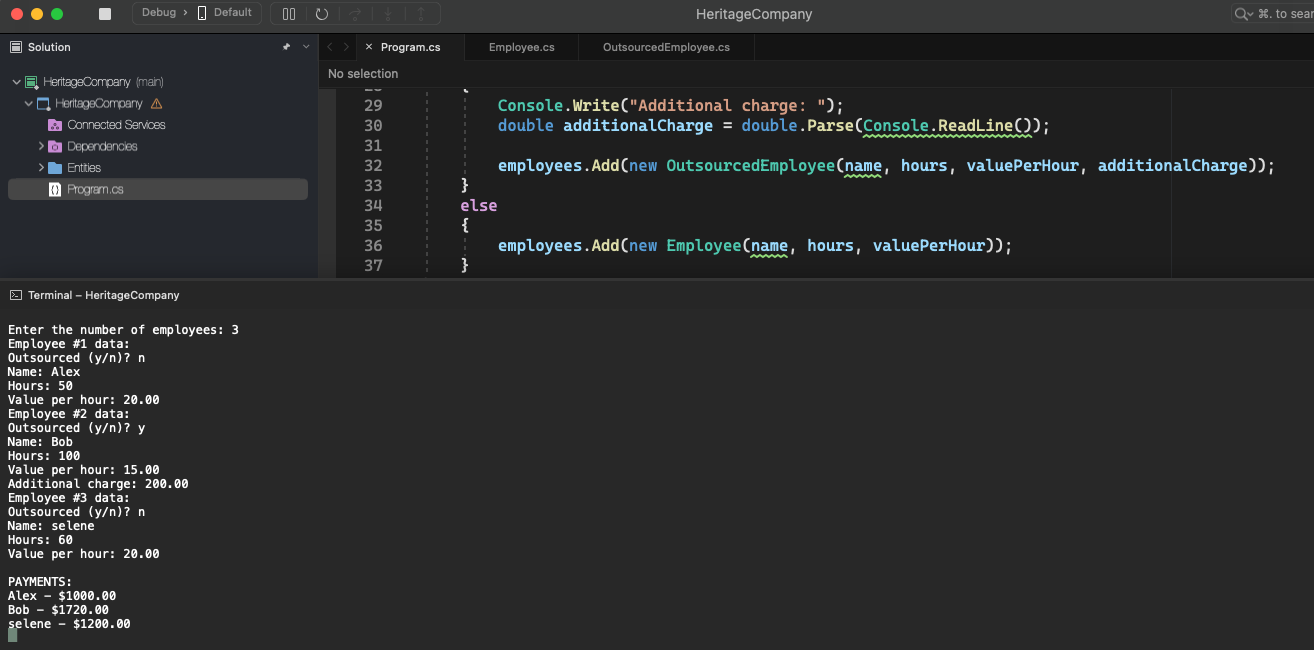 Debug › Default
HeritageCompany
⌘. to sear
Solution
Program.cs
Employee.cs
OutsourcedEmployee.cs
No selection
HeritageCompany (main)
HeritageCompany
Connected Services
Dependencies
Entities
Program.cs
28 {
29 Console.Write("Additional charge: ");
30 double additionalCharge = double.Parse(Console.ReadLine());
31
32 employees.Add(new OutsourcedEmployee(name, hours, valuePerHour, additionalCharge));
33 }
34 else
35 {
36 employees.Add(new Employee(name, hours, valuePerHour));
37 }
Terminal – HeritageCompany
Enter the number of employees: 3
Employee #1 data:
Outsourced (y/n)? n
Name: Alex
Hours: 50
Value per hour: 20.00
Employee #2 data:
Outsourced (y/n)? y
Name: Bob
Hours: 100
Value per hour: 15.00
Additional charge: 200.00
Employee #3 data:
Outsourced (y/n)? n
Name: selene
Hours: 60
Value per hour: 20.00
PAYMENTS:
Alex – $1000.00
Bob – $1720.00
selene – $1200.00